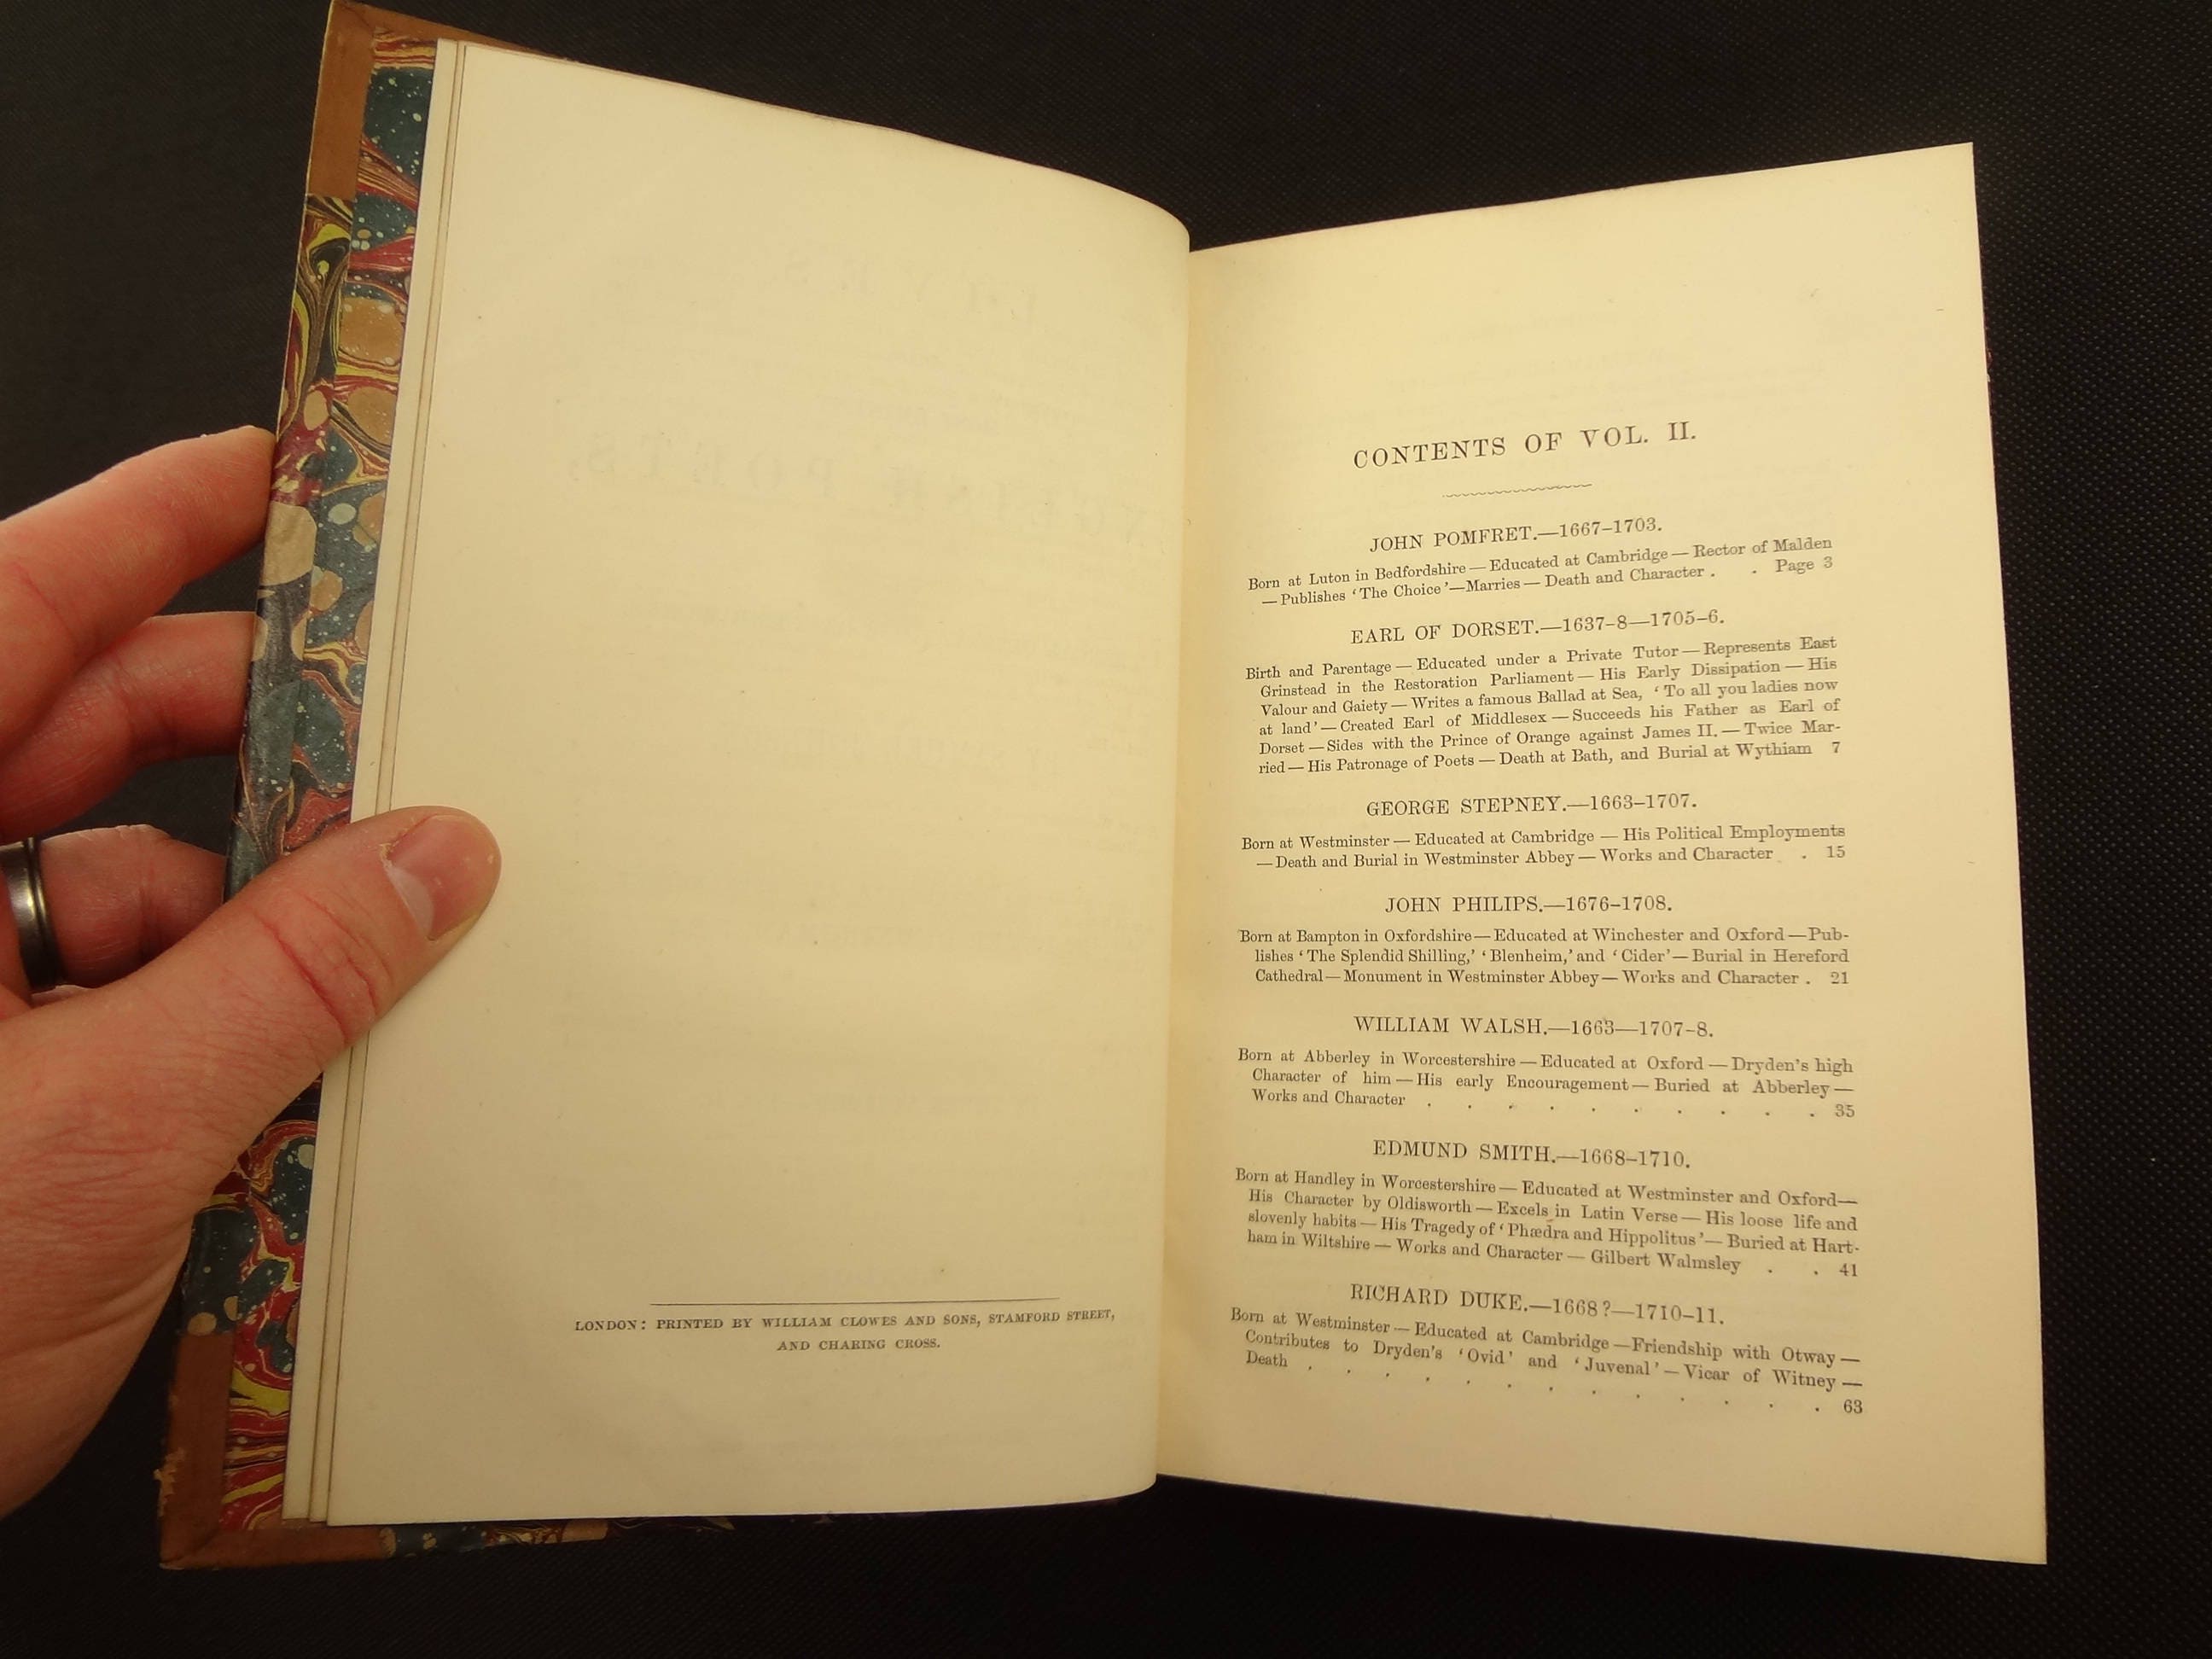 LONDON: PRINTED BY WILLIAM CLOWES AND SONS, STAMFORD STREET,
AND CHARING CROSS.
CONTENTS OF VOL. II.
JOHN POMFRET.—1667–1703.
Born at Luton in Bedfordshire — Educated at Cambridge — Rector of Malden
— Publishes ‘The Choice’—Marries — Death and Character . . Page 3
EARL OF DORSET.—1637–8—1705–6.
Birth and Parentage — Educated under a Private Tutor — Represents East
Grinstead in the Restoration Parliament — His Early Dissipation — His
Valour and Gaiety — Writes a famous Ballad at Sea, ‘To all you ladies now
at land’ — Created Earl of Middlesex — Succeeds his Father as Earl of
Dorset — Sides with the Prince of Orange against James II. — Twice Mar-
ried — His Patronage of Poets — Death at Bath, and Burial at Wythiam 7
GEORGE STEPNEY.—1663–1707.
Born at Westminster — Educated at Cambridge — His Political Employments
— Death and Burial in Westminster Abbey — Works and Character . 15
JOHN PHILIPS.—1676–1708.
Born at Bampton in Oxfordshire — Educated at Winchester and Oxford — Pub-
lishes ‘The Splendid Shilling,’ ‘Blenheim,’ and ‘Cider’ — Burial in Hereford
Cathedral — Monument in Westminster Abbey — Works and Character . 21
WILLIAM WALSH.—1663—1707–8.
Born at Abberley in Worcestershire — Educated at Oxford — Dryden's high
Character of him — His early Encouragement — Buried at Abberley —
Works and Character . . . . . . . . . . 35
EDMUND SMITH.—1668–1710.
Born at Handley in Worcestershire — Educated at Westminster and Oxford—
His Character by Oldisworth — Excels in Latin Verse — His loose life and
slovenly habits — His Tragedy of ‘Phædra and Hippolitus’ — Buried at Hart-
ham in Wiltshire — Works and Character — Gilbert Walmsley . . 41
RICHARD DUKE.—1668?—1710–11.
Born at Westminster — Educated at Cambridge — Friendship with Otway —
Contributes to Dryden's ‘Ovid’ and ‘Juvenal’ — Vicar of Witney —
Death . . . . . . . . . . . . . 63